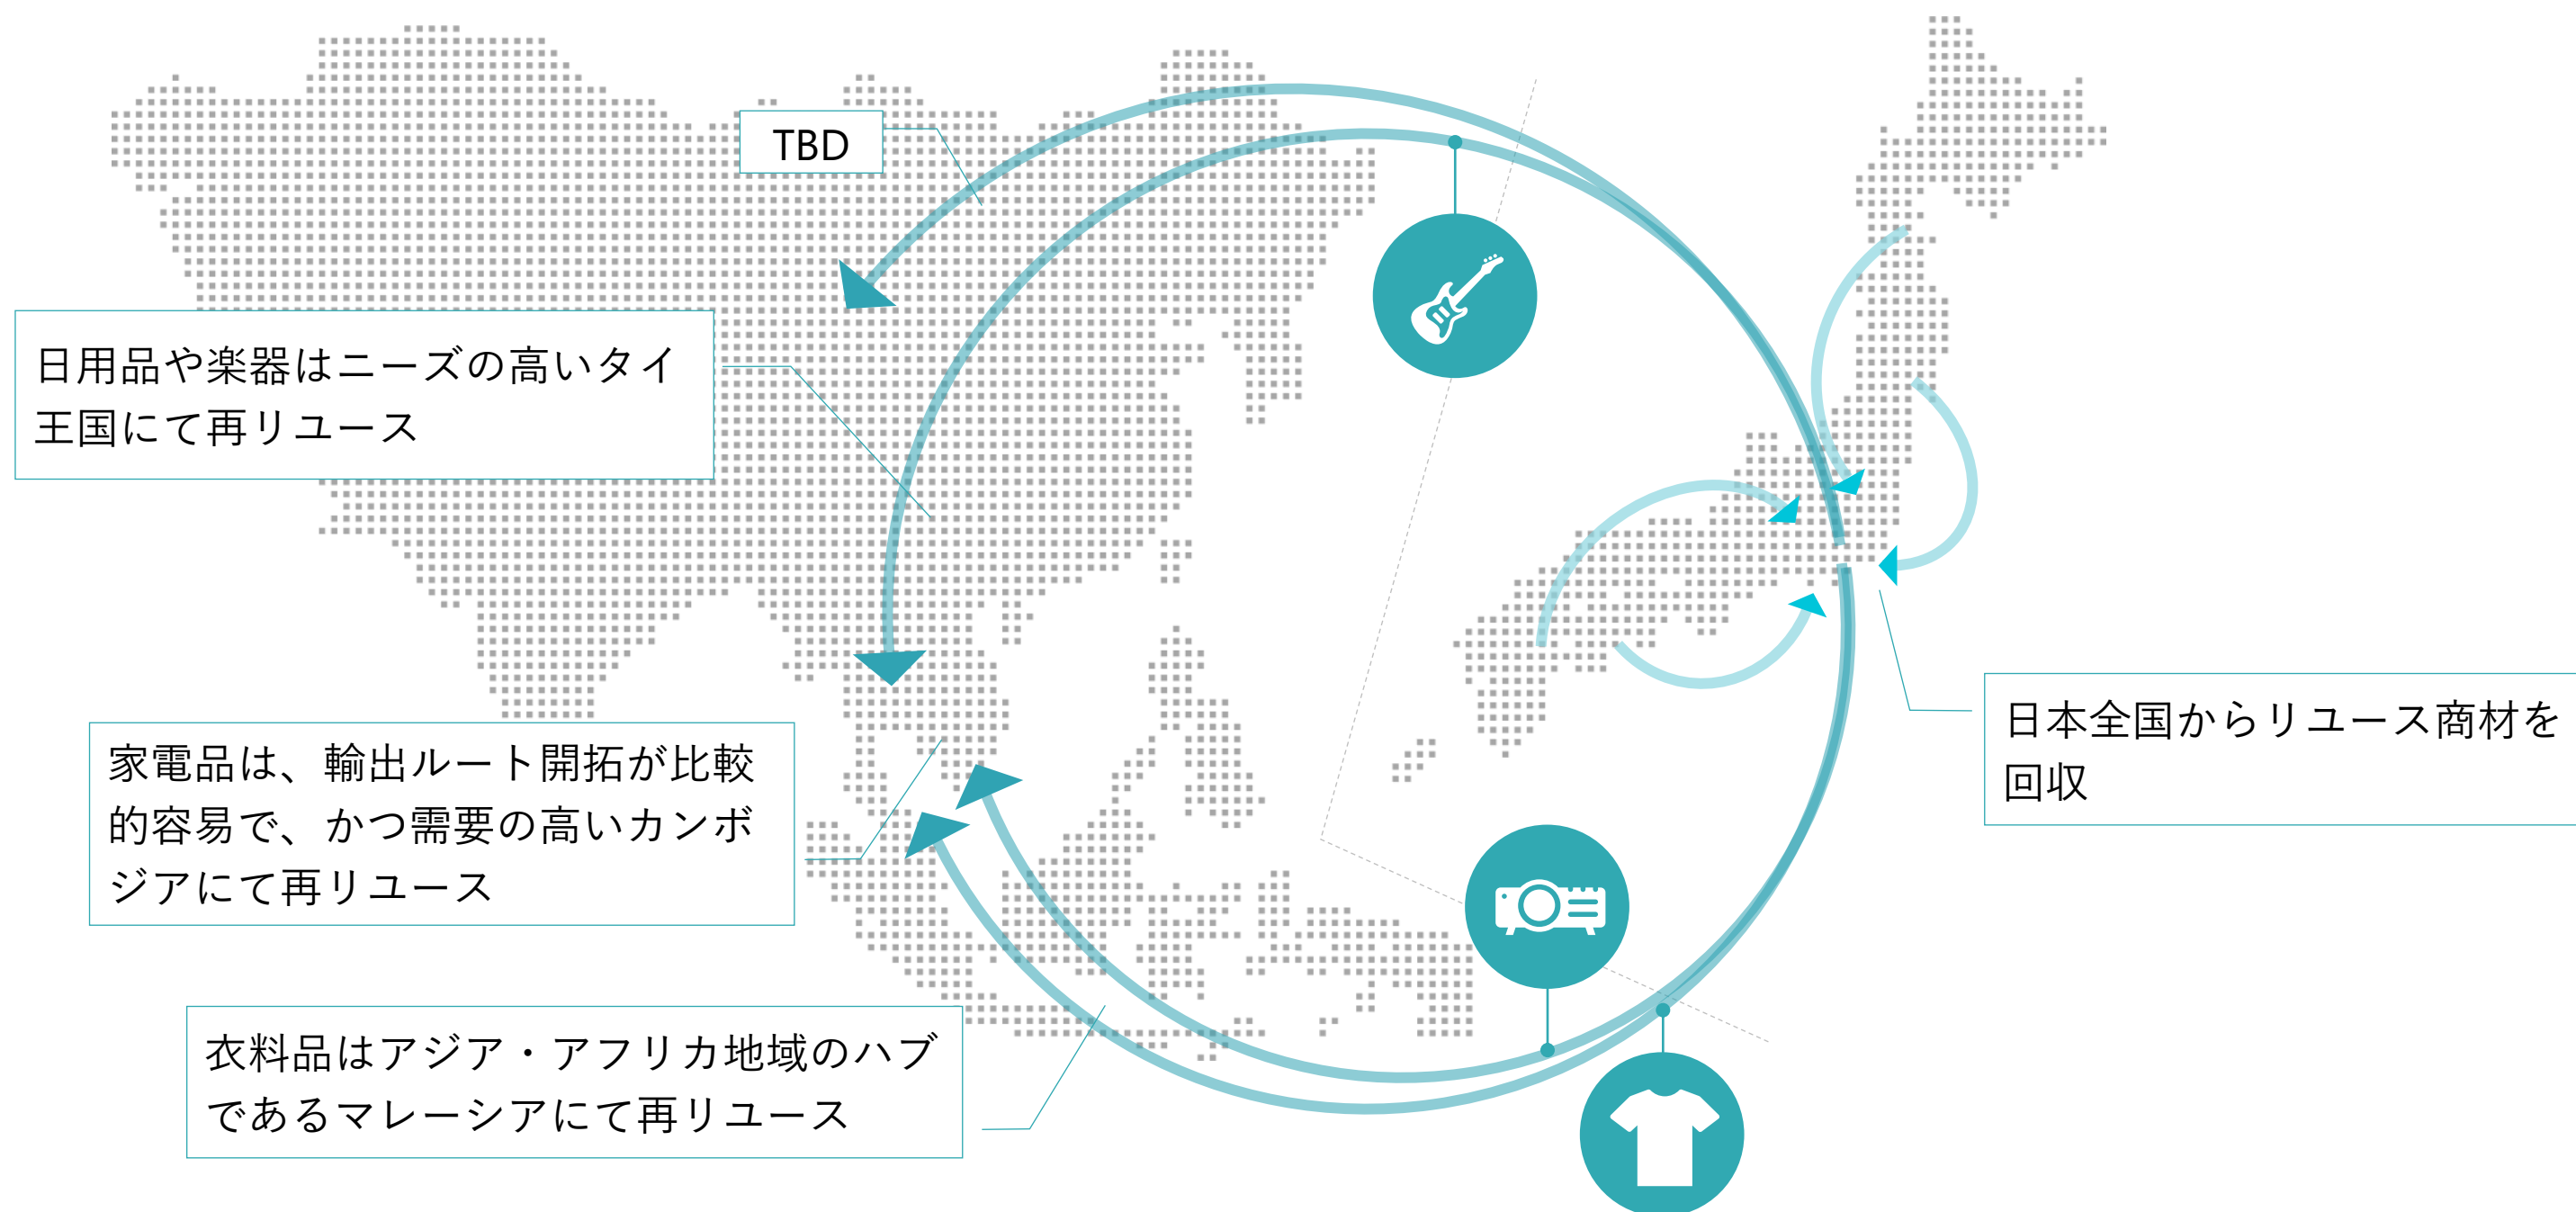 TBD
日用品や楽器はニーズの高いタイ
王国にて再リユース
家電品は、輸出ルート開拓が比較
的容易で、かつ需要の高いカンボ
ジアにて再リユース
日本全国からリユース商材を
回収
衣料品はアジア・アフリカ地域のハブ
であるマレーシアにて再リユース